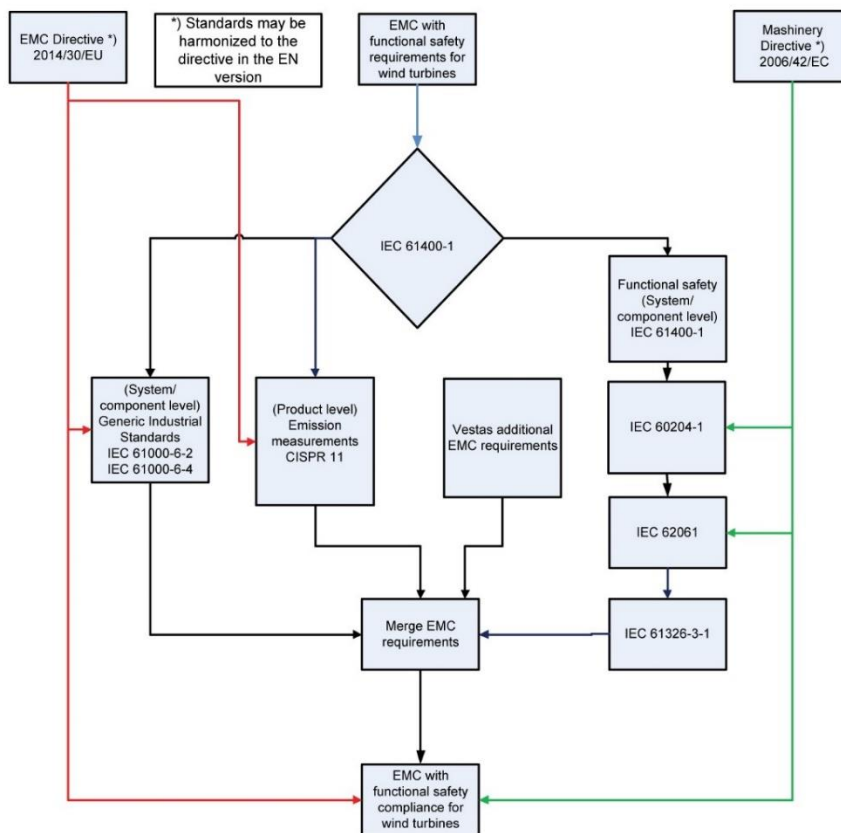 EMC Directive *)
2014/30/EU
*) Standards may be
harmonized to the
directive in the EN
version
EMC with
functional safety
requirements for
wind turbines
Mashinery
Directive *)
2006/42/EC
IEC 61400-1
Functional safety
(System/
component level)
IEC 61400-1
(System/
component level)
Generic Industrial
Standards
IEC 61000-6-2
IEC 61000-6-4
(Product level)
Emission
measurements
CISPR 11
Vestas additional
EMC requirements
IEC 60204-1
IEC 62061
Merge EMC
requirements
IEC 61326-3-1
EMC with
functional safety
compliance for
wind turbines